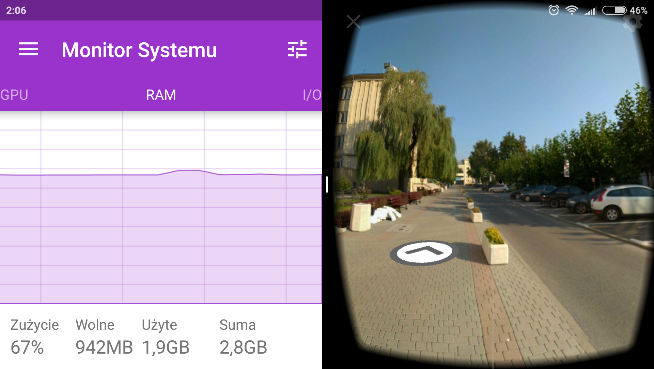 2:06
46%
Monitor Systemu
GPU
RAM
I/O
Zużycie Wolne Użyte Suma
67% 942MB 1,9GB 2,8GB